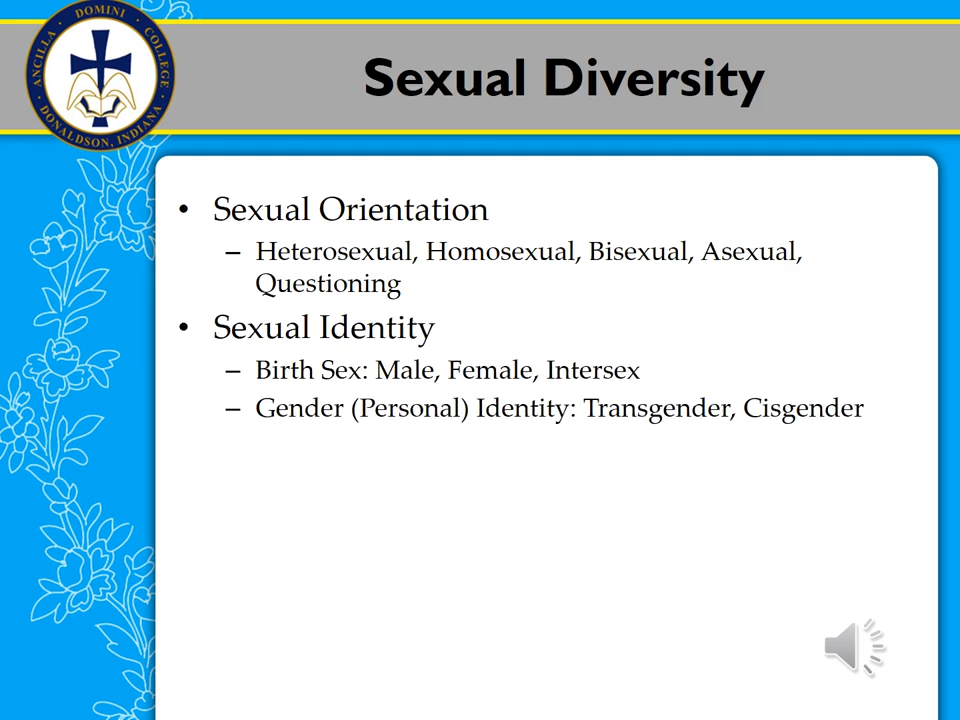 ANCILLA DOMINI COLLEGE
DONALDSON, INDIANA
Sexual Diversity
• Sexual Orientation
– Heterosexual, Homosexual, Bisexual, Asexual,
Questioning
• Sexual Identity
– Birth Sex: Male, Female, Intersex
– Gender (Personal) Identity: Transgender, Cisgender